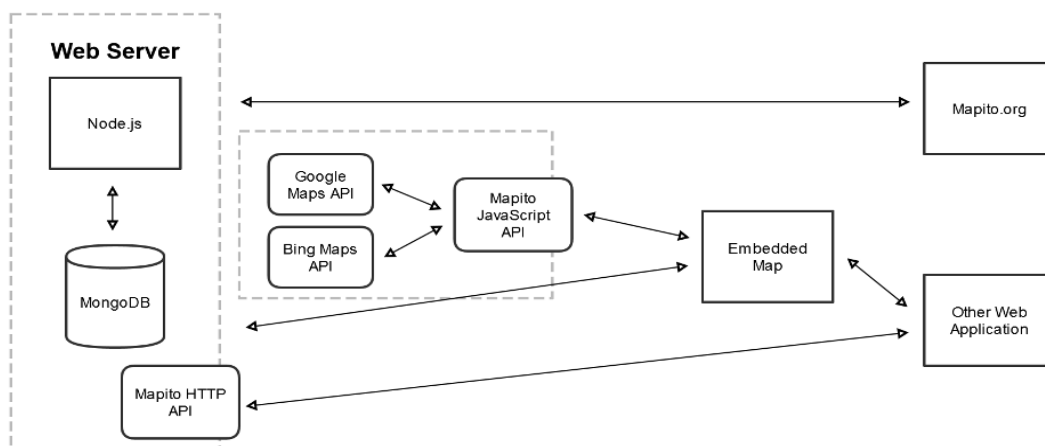 Web Server
Node.js
Mapito.org
Google
Maps API
Mapito
JavaScript
API
Bing Maps
API
Embedded
Map
MongoDB
Other Web
Application
Mapito HTTP
API